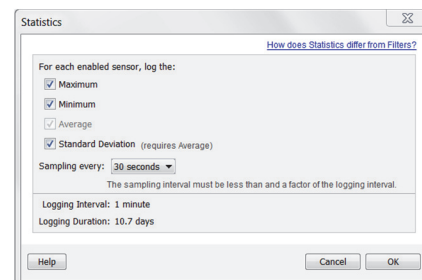 Statistics
How does Statistics differ from Filters?
For each enabled sensor, log the:
Maximum
Minimum
Average
Standard Deviation (requires Average)
Sampling every: 30 seconds
The sampling interval must be less than and a factor of the logging interval.
Logging Interval: 1 minute
Logging Duration: 10.7 days
Help Cancel OK